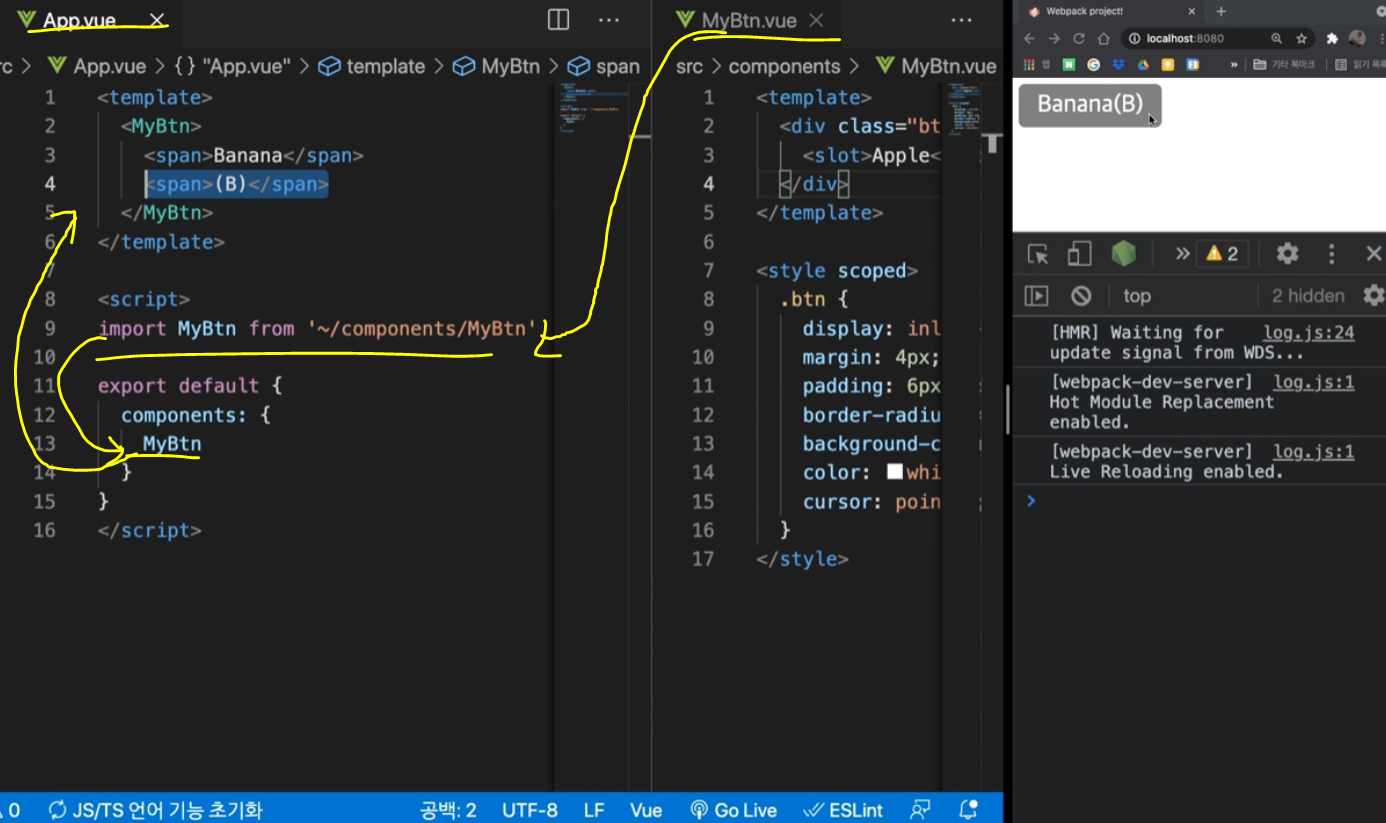 App.vue
rc > App.vue > {} "App.vue" > template > MyBtn > span
1 <template>
2 <MyBtn>
3 <span>Banana</span>
4 <span>(B)</span>
5 </MyBtn>
6 </template>
7
8 <script>
9 import MyBtn from '~/components/MyBtn'
10
11 export default {
12 components: {
13 MyBtn
14 }
15 }
16 </script>
MyBtn.vue
src > components > MyBtn.vue
1 <template>
2 <div class="bt
3 <slot>Apple<
4 </div>
5 </template>
6
7 <style scoped>
8 .btn {
9 display: inl
10 margin: 4px;
11 padding: 6px
12 border-radiu
13 background-c
14 color: whi
15 cursor: poin
16 }
17 </style>
Webpack project!
localhost:8080
앱
» 기타 북마크 읽기 목록
Banana(B)
» 2
top 2 hidden
[HMR] Waiting for log.js:24
update signal from WDS...
[webpack-dev-server] log.js:1
Hot Module Replacement
enabled.
[webpack-dev-server] log.js:1
Live Reloading enabled.
>
0 JS/TS 언어 기능 초기화 공백: 2 UTF-8 LF Vue Go Live ESLint